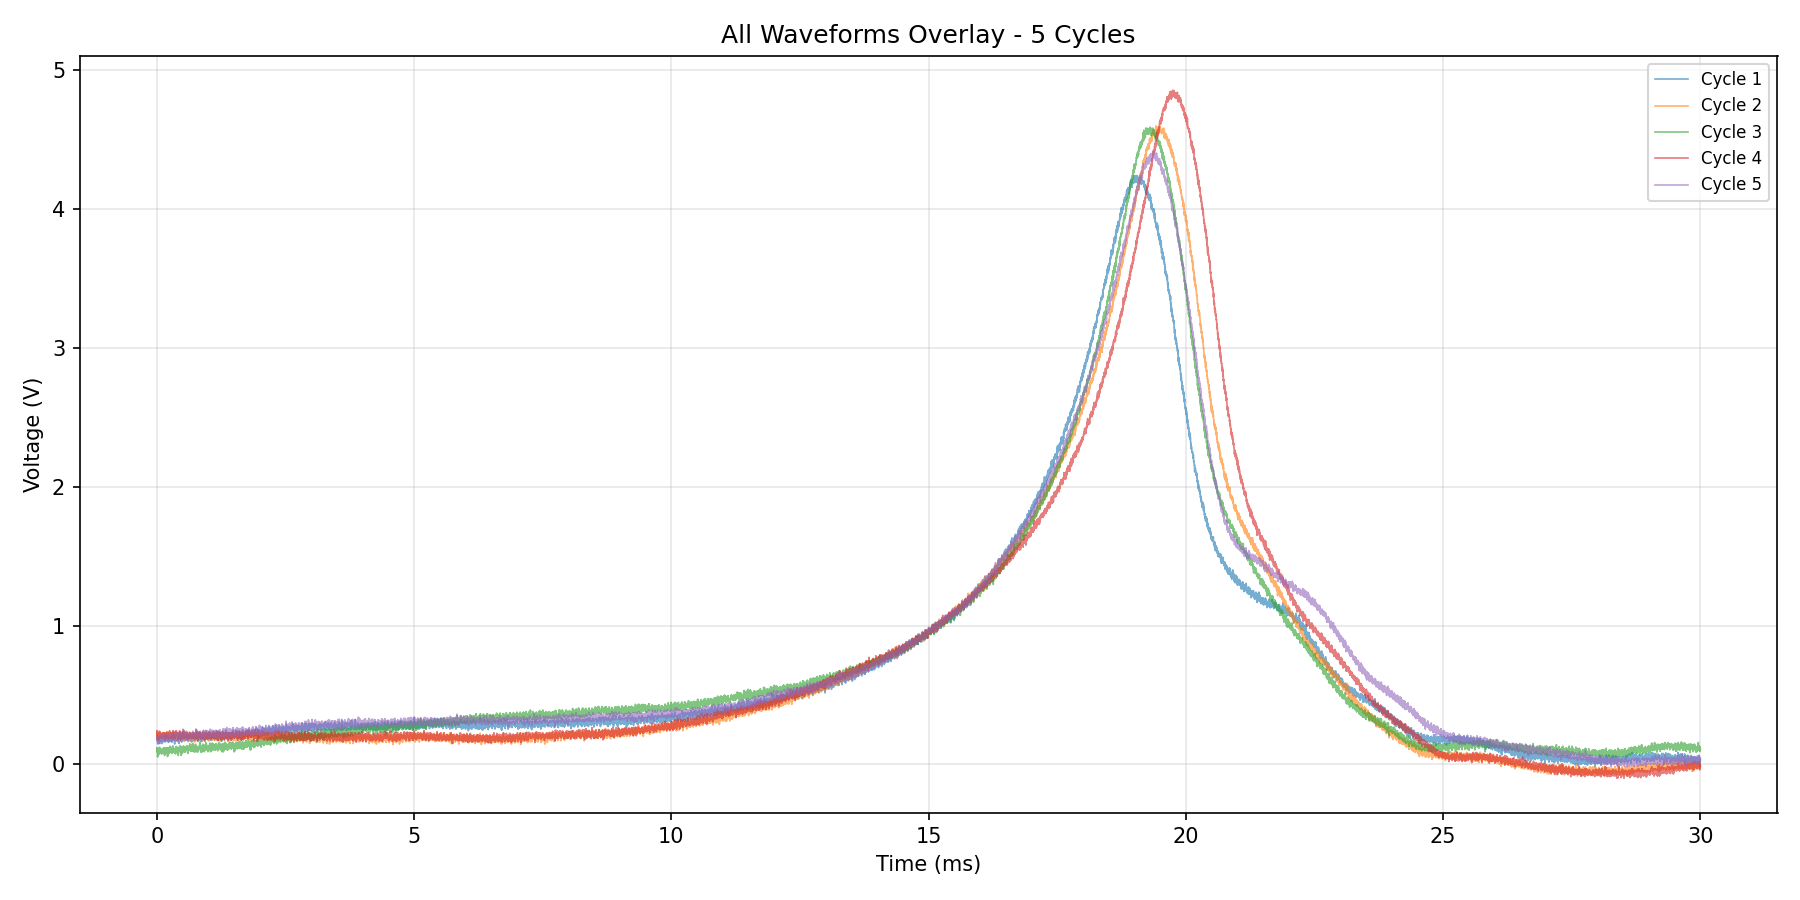 All Waveforms Overlay - 5 Cycles
Cycle 1
Cycle 2
Cycle 3
Cycle 4
Cycle 5
Voltage (V)
5
4
3
2
1
0
0 5 10 15 20 25 30
Time (ms)